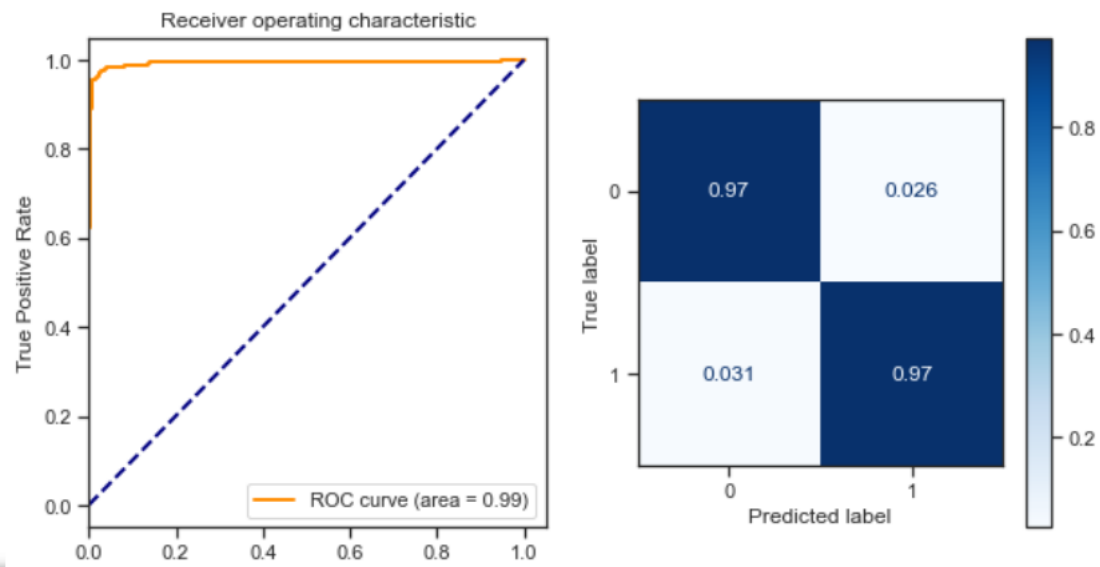 Receiver operating characteristic
True Positive Rate
1.0
0.8
0.6
0.4
0.2
0.0
0.0 0.2 0.4 0.6 0.8 1.0
ROC curve (area = 0.99)
True label
0
1
0.97 0.026
0.031 0.97
0 1
Predicted label
0.8
0.6
0.4
0.2